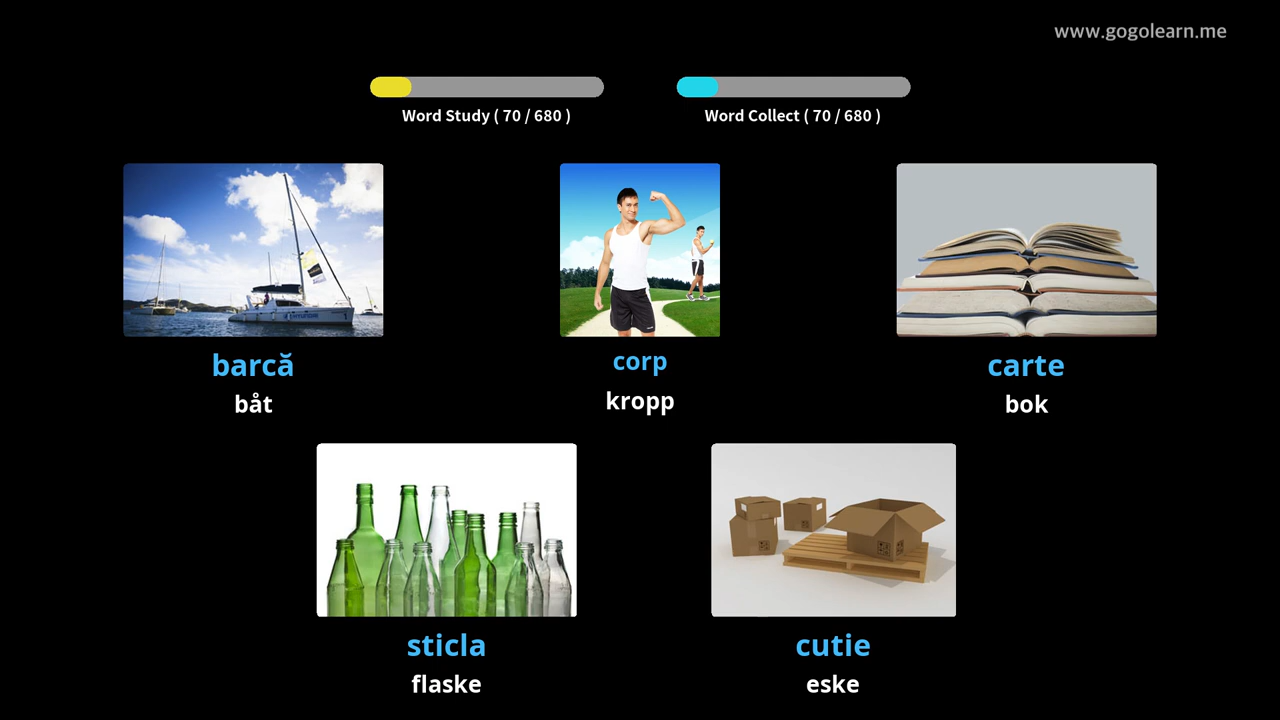 www.gogolearn.me
Word Study ( 70 / 680 )
Word Collect ( 70 / 680 )
barcă
båt
corp
kropp
carte
bok
sticla
flaske
cutie
eske